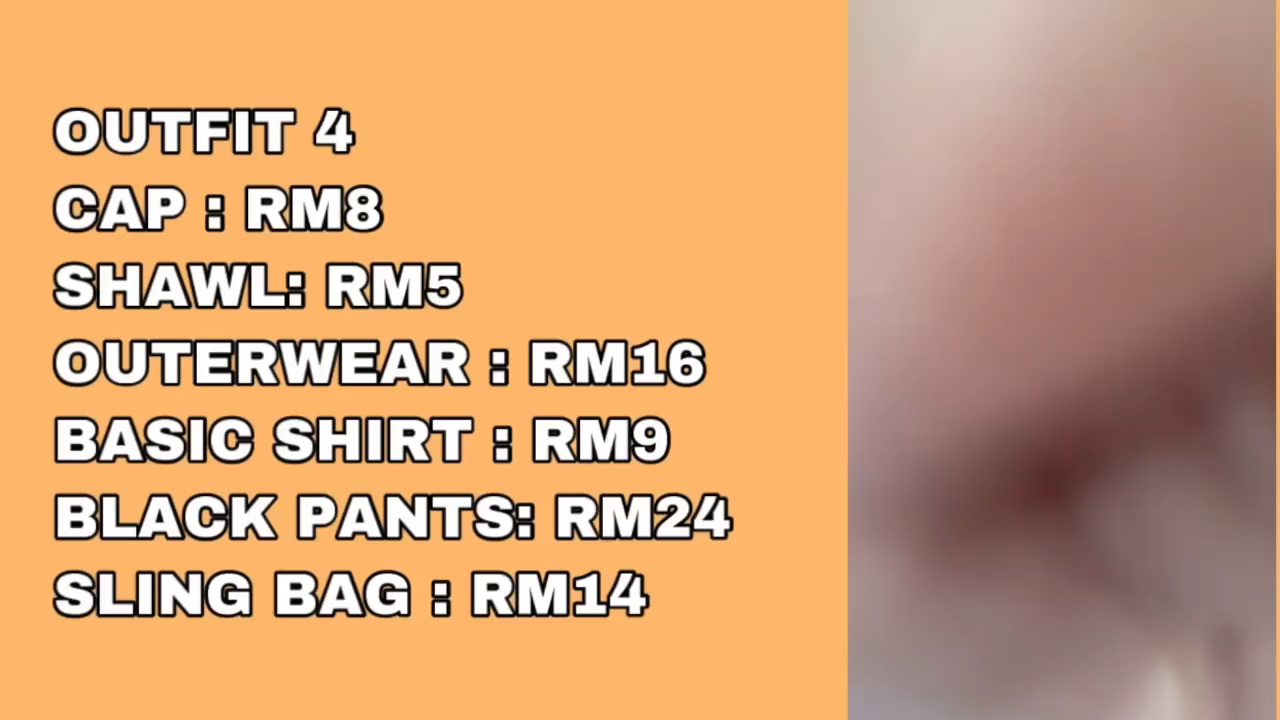 OUTFIT 4
CAP : RM8
SHAWL: RM5
OUTERWEAR : RM16
BASIC SHIRT : RM9
BLACK PANTS: RM24
SLING BAG : RM14